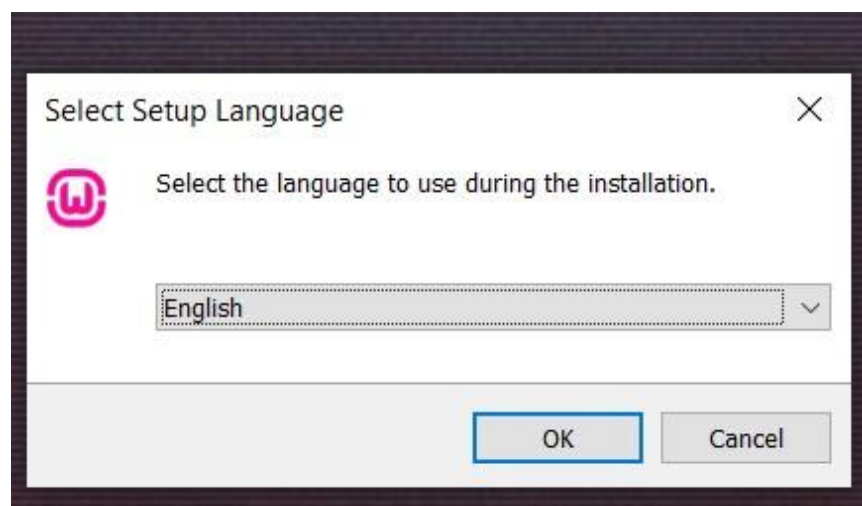 Select Setup Language
Select the language to use during the installation.
English
OK
Cancel